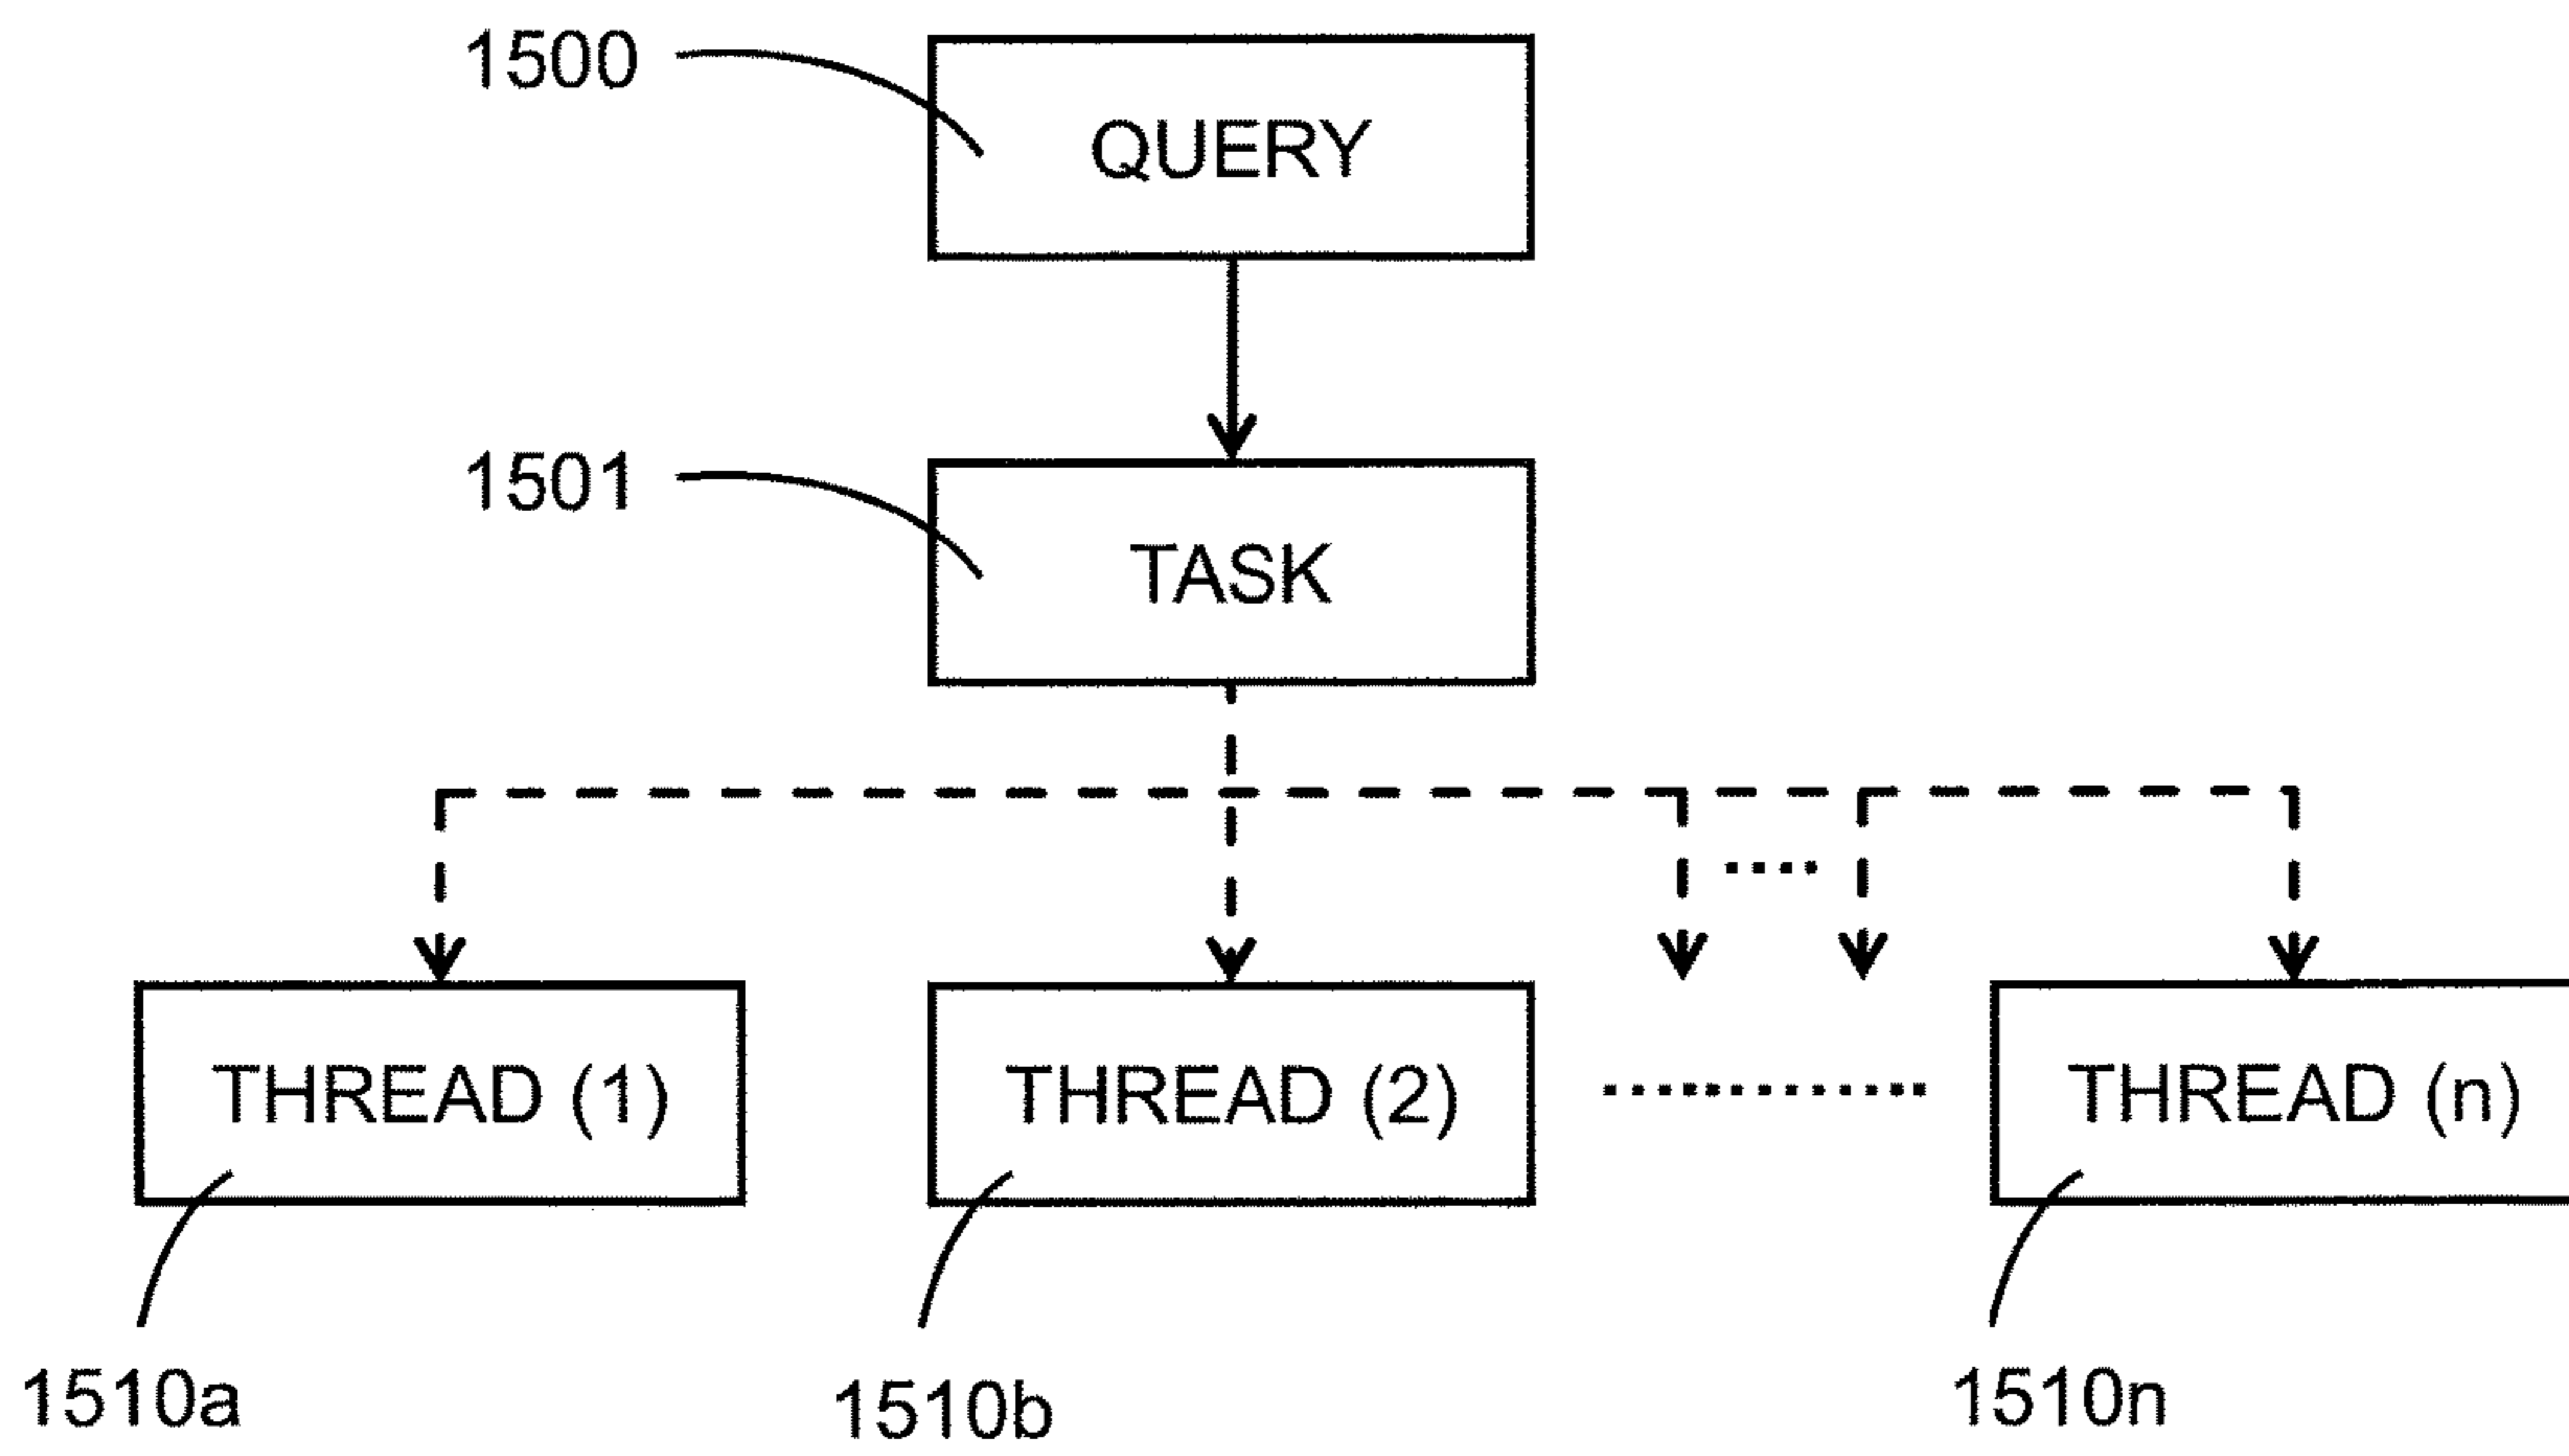 1500
QUERY
1501
TASK
THREAD (1)
THREAD (2)
THREAD (n)
1510a
1510b
1510n